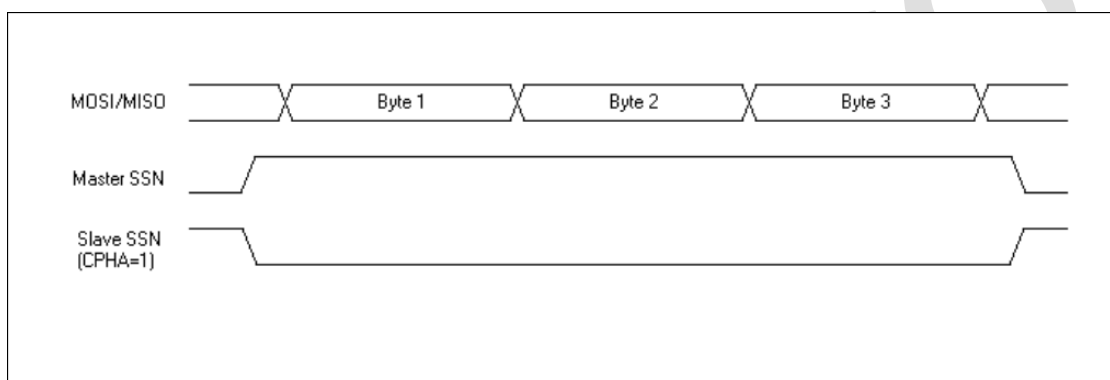 MOSI/MISO
Byte 1
Byte 2
Byte 3
Master SSN
Slave SSN
(CPHA=1)